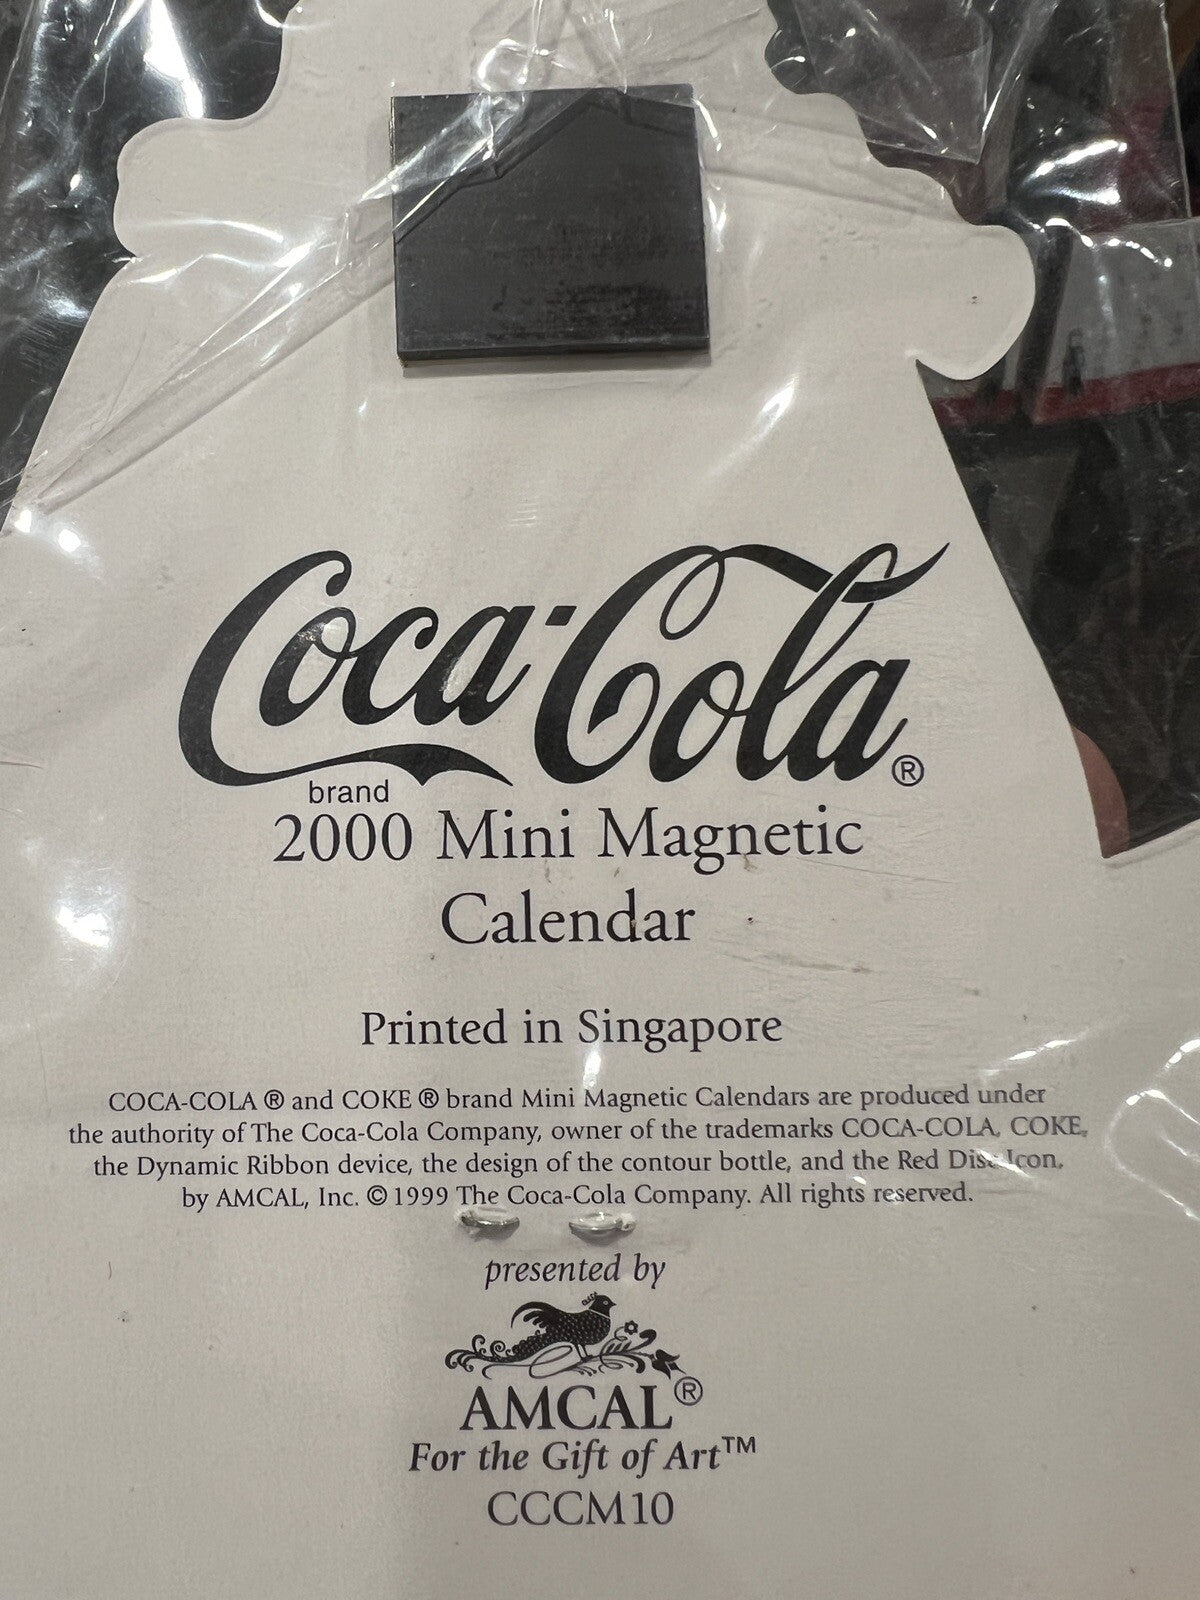 Coca-Cola®
brand
2000 Mini Magnetic
Calendar
Printed in Singapore
COCA-COLA ® and COKE ® brand Mini Magnetic Calendars are produced under
the authority of The Coca-Cola Company, owner of the trademarks COCA-COLA, COKE,
the Dynamic Ribbon device, the design of the contour bottle, and the Red Disc Icon,
by AMCAL, Inc. © 1999 The Coca-Cola Company. All rights reserved.
presented by
AMCAL®
For the Gift of Art™
CCCM10